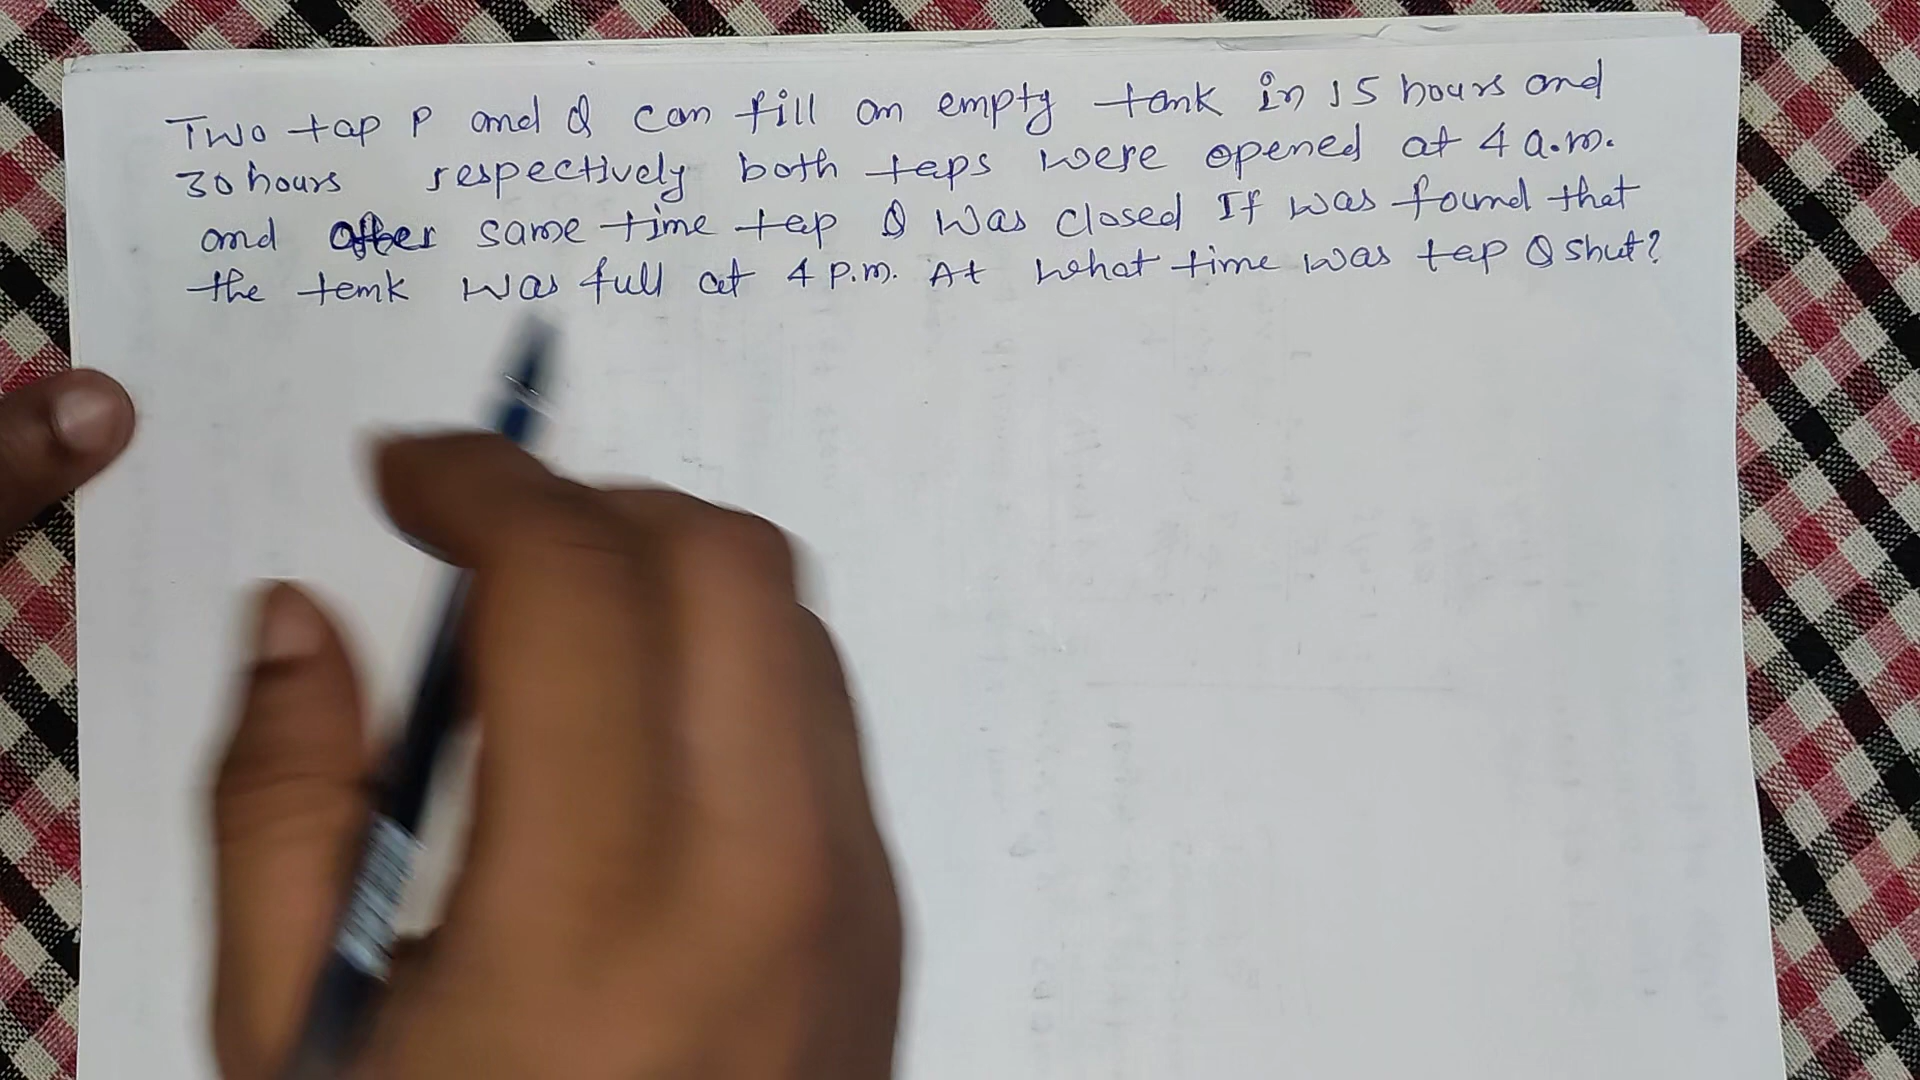 Two tap P and Q can fill an empty tank in 15 hours and
30 hours respectively both taps were opened at 4 a.m.
and after same time tap Q was closed If was found that
the tank was full at 4 p.m. At what time was tap Q shut?